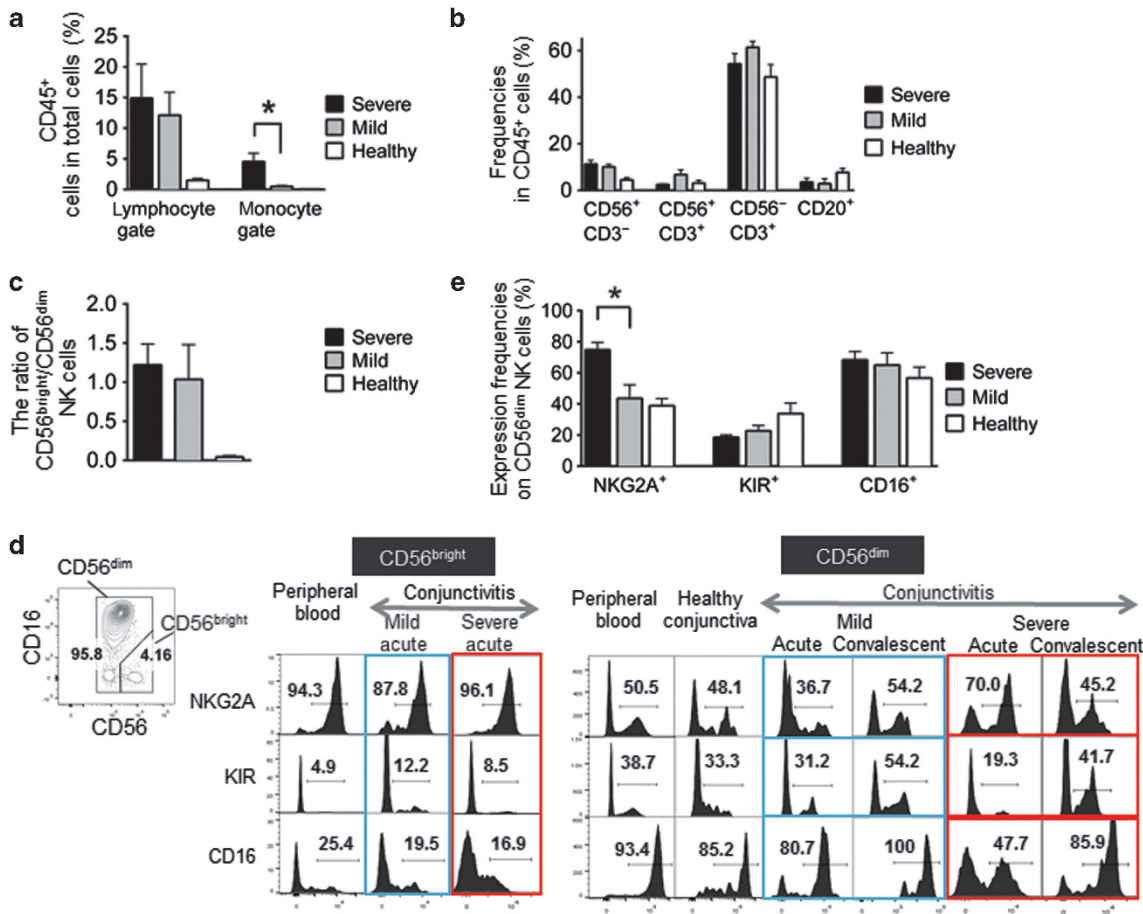 a
CD45⁺
cells in total cells (%)
25
20
15
10
5
0
*
Lymphocyte
gate
Monocyte
gate
Severe
Mild
Healthy
b
Frequencies
in CD45⁺ cells (%)
60
40
20
0
CD56⁺
CD3⁻
CD56⁺
CD3⁺
CD56⁻
CD3⁺
CD20⁺
Severe
Mild
Healthy
c
The ratio of
CD56ᵇʳⁱᵍʰᵗ/CD56ᵈⁱᵐ
NK cells
2.0
1.5
1.0
0.5
0.0
Severe
Mild
Healthy
e
Expression frequencies
on CD56ᵈⁱᵐ NK cells (%)
100
80
60
40
20
0
*
NKG2A⁺
KIR⁺
CD16⁺
Severe
Mild
Healthy
d
CD56ᵈⁱᵐ
CD56ᵇʳⁱᵍʰᵗ
95.8
4.16
CD16
CD56
CD56ᵇʳⁱᵍʰᵗ
Peripheral
blood
Conjunctivitis
Mild
acute
Severe
acute
NKG2A
94.3 87.8 96.1
KIR
4.9 12.2 8.5
CD16
25.4 19.5 16.9
CD56ᵈⁱᵐ
Peripheral
blood
Healthy
conjunctiva
Conjunctivitis
Mild
Acute Convalescent
Severe
Acute Convalescent
50.5 48.1 36.7 54.2 70.0 45.2
38.7 33.3 31.2 54.2 19.3 41.7
93.4 85.2 80.7 100 47.7 85.9